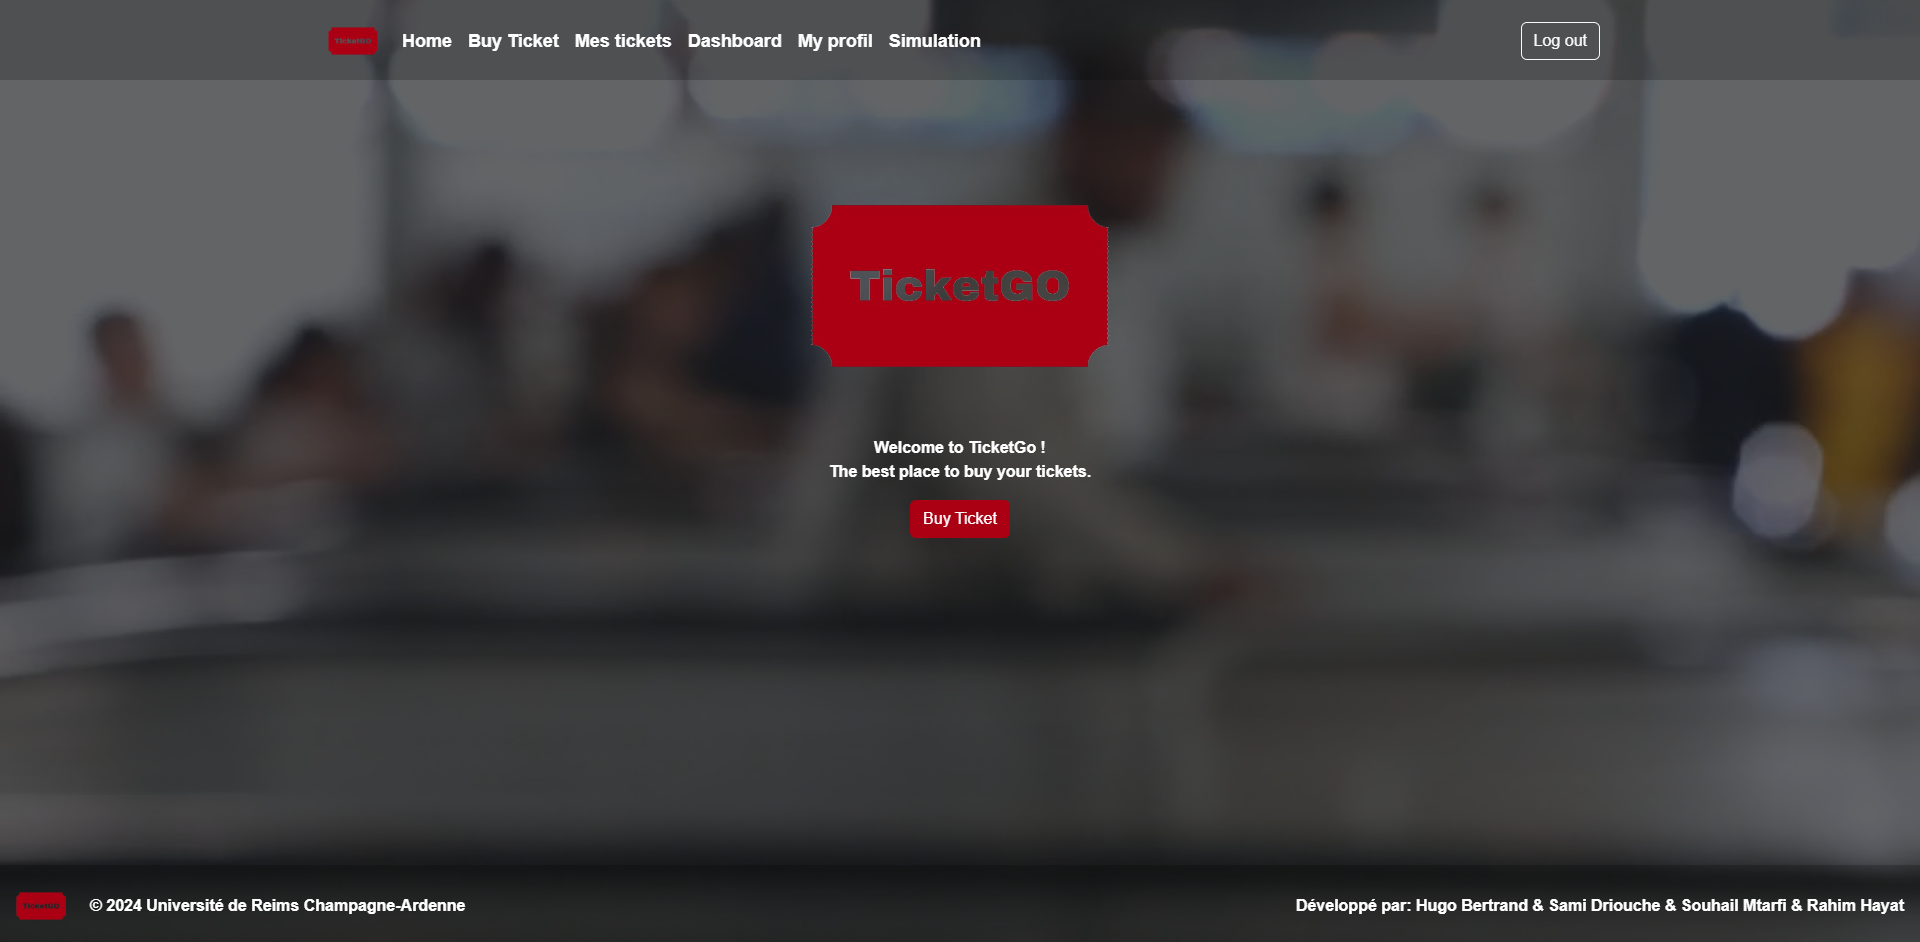 TicketGO
Home
Buy Ticket
Mes tickets
Dashboard
My profil
Simulation
Log out
TicketGO
Welcome to TicketGo !
The best place to buy your tickets.
Buy Ticket
TicketGO
© 2024 Université de Reims Champagne-Ardenne
Développé par: Hugo Bertrand & Sami Driouche & Souhail Mtarfi & Rahim Hayat